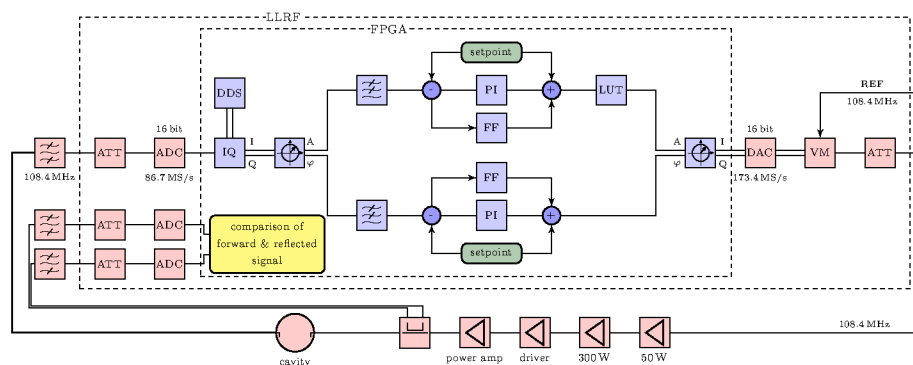 LLRF
FPGA
setpoint
DDS
- PI + LUT
REF
108.4 MHz
FF
16 bit
16 bit
ATT ADC IQ I A A I DAC VM ATT
Q φ φ Q
108.4 MHz
86.7 MS/s
173.4 MS/s
FF
- PI +
ATT ADC
comparison of
forward & reflected
signal
setpoint
ATT ADC
108.4 MHz
cavity
power amp
driver
300 W
50 W